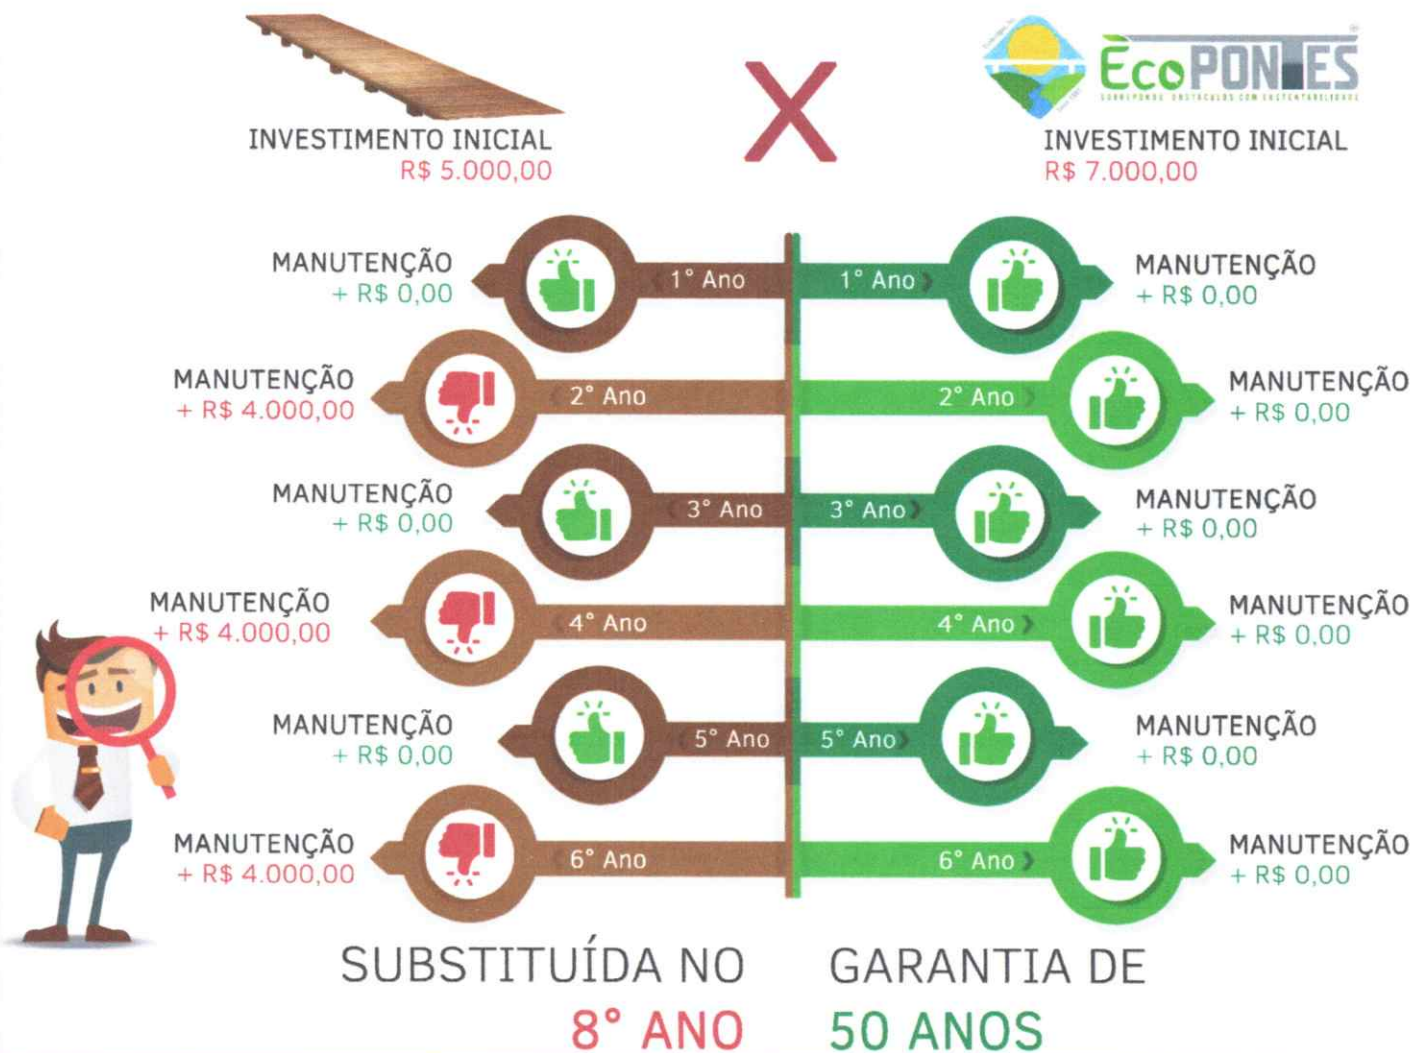 EcoPONTES
®
SOBREPONDO OBSTÁCULOS COM SUSTENTABILIDADE
INVESTIMENTO INICIAL
R$ 5.000,00
X
INVESTIMENTO INICIAL
R$ 7.000,00
MANUTENÇÃO
+ R$ 0,00
1° Ano
1° Ano
MANUTENÇÃO
+ R$ 0,00
MANUTENÇÃO
+ R$ 4.000,00
2° Ano
2° Ano
MANUTENÇÃO
+ R$ 0,00
MANUTENÇÃO
+ R$ 0,00
3° Ano
3° Ano
MANUTENÇÃO
+ R$ 0,00
MANUTENÇÃO
+ R$ 4.000,00
4° Ano
4° Ano
MANUTENÇÃO
+ R$ 0,00
MANUTENÇÃO
+ R$ 0,00
5° Ano
5° Ano
MANUTENÇÃO
+ R$ 0,00
MANUTENÇÃO
+ R$ 4.000,00
6° Ano
6° Ano
MANUTENÇÃO
+ R$ 0,00
SUBSTITUÍDA NO
8° ANO
GARANTIA DE
50 ANOS